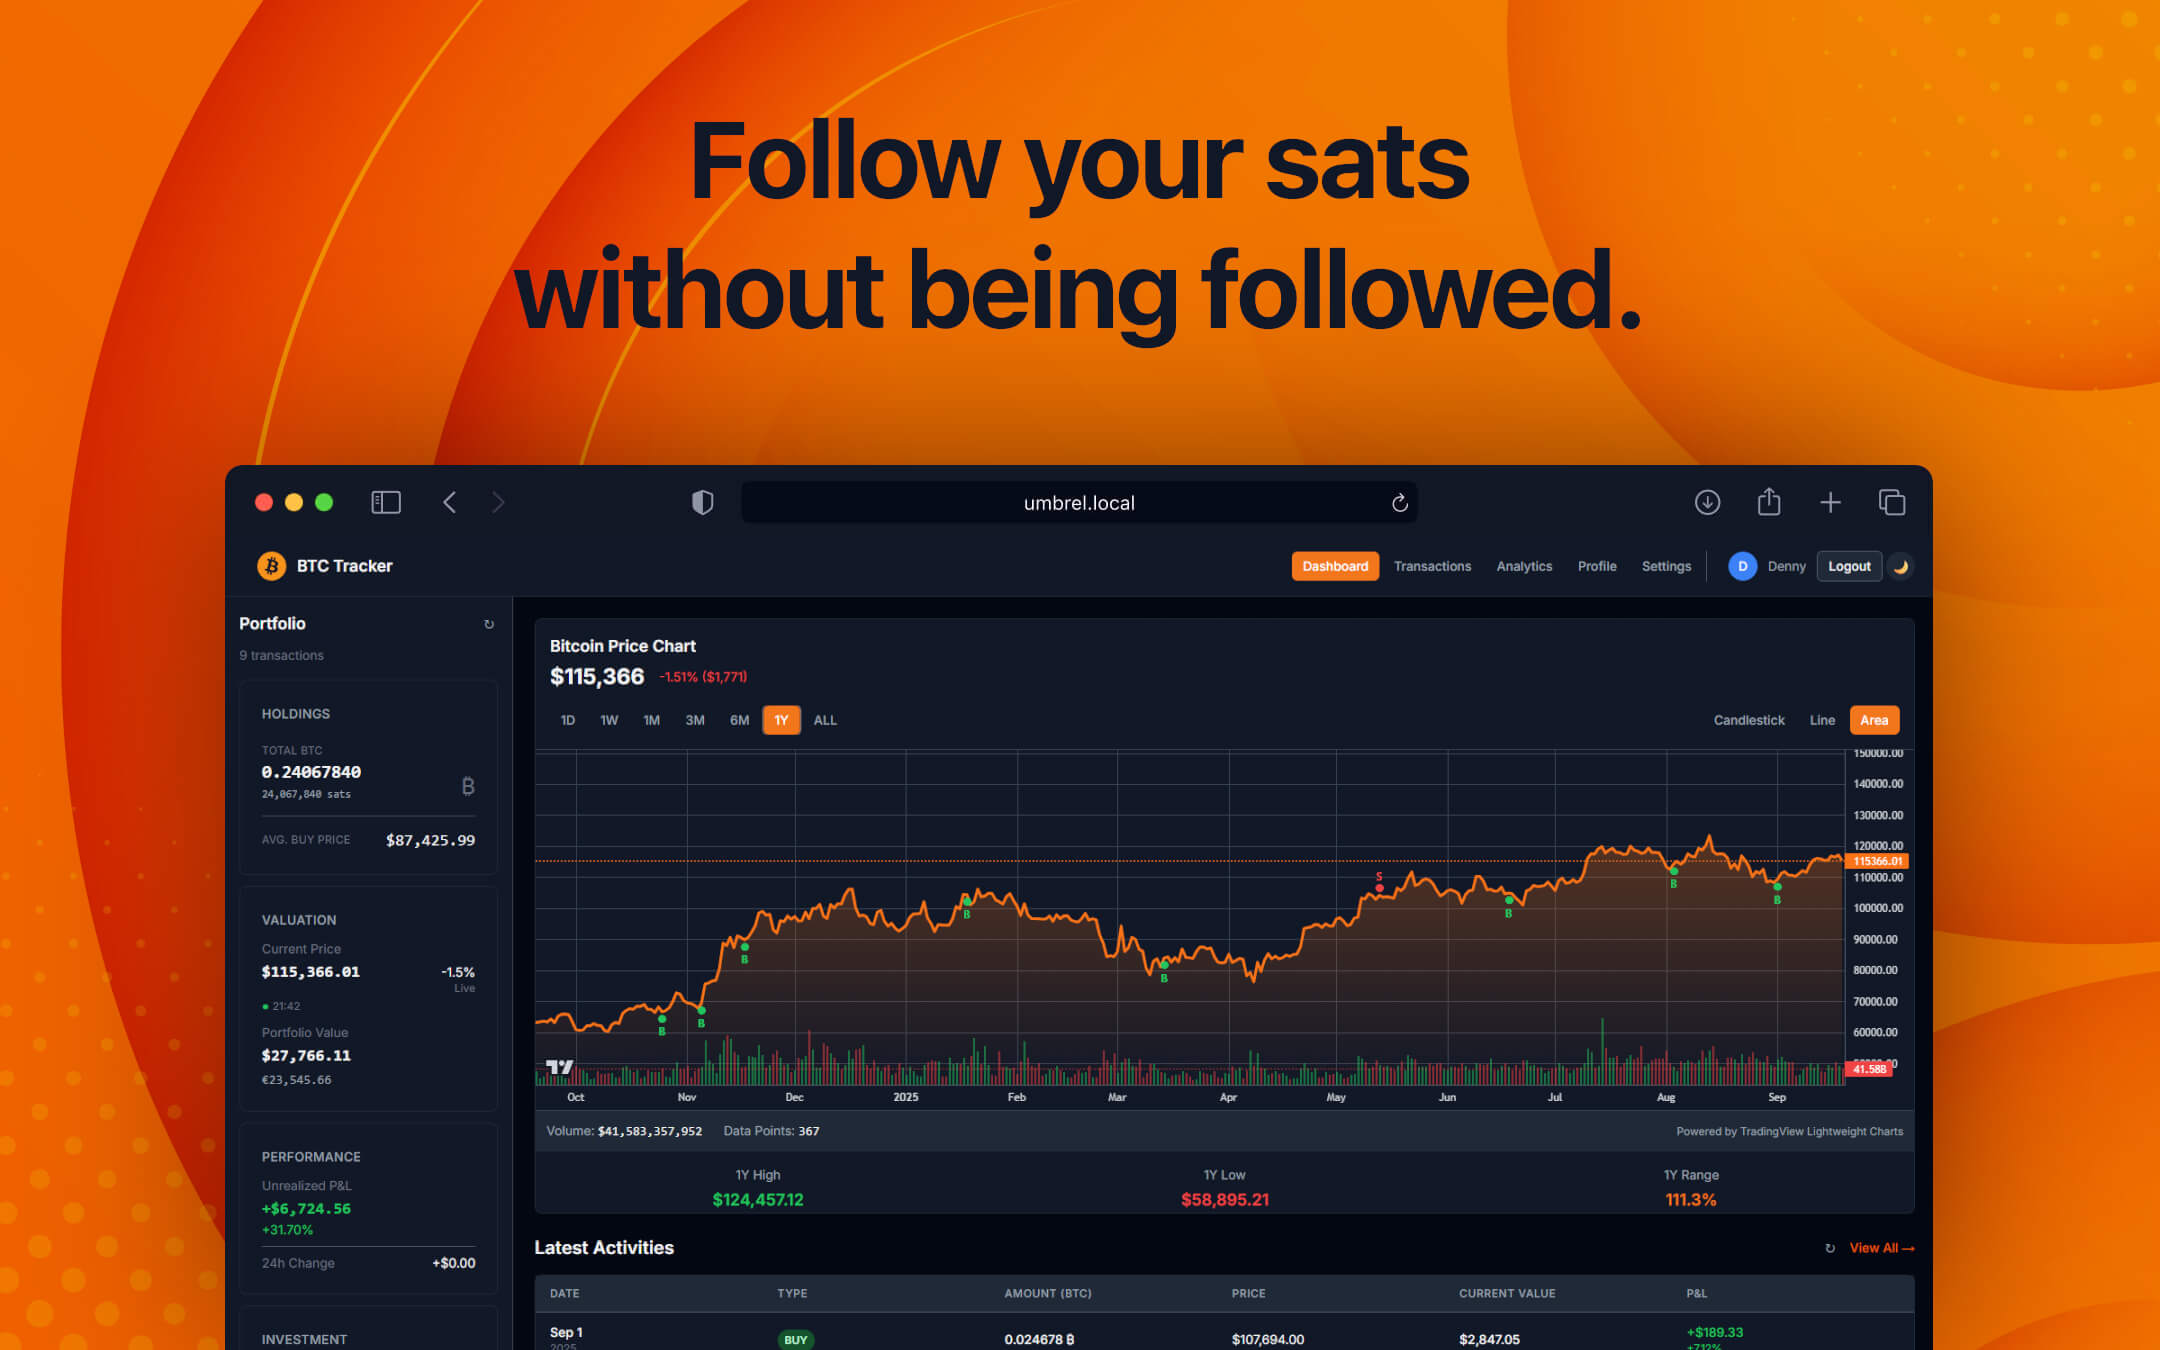 Follow your sats
without being followed.
umbrel.local
BTC Tracker
Dashboard Transactions Analytics Profile Settings D Denny Logout
Portfolio
9 transactions
HOLDINGS
TOTAL BTC
0.24067840
24,067,840 sats
AVG. BUY PRICE $87,425.99
VALUATION
Current Price
$115,366.01 -1.5%
Live
21:42
Portfolio Value
$27,766.11
€23,545.66
PERFORMANCE
Unrealized P&L
+$6,724.56
+31.70%
24h Change +$0.00
INVESTMENT
Bitcoin Price Chart
$115,366 -1.51% ($1,771)
1D 1W 1M 3M 6M 1Y ALL Candlestick Line Area
150000.00
140000.00
130000.00
120000.00
115366.01
110000.00
100000.00
90000.00
80000.00
70000.00
60000.00
41.58B
B
B
B
B
B
S
B
B
B
Oct Nov Dec 2025 Feb Mar Apr May Jun Jul Aug Sep
Volume: $41,583,357,952 Data Points: 367 Powered by TradingView Lightweight Charts
1Y High 1Y Low 1Y Range
$124,457.12 $58,895.21 111.3%
Latest Activities View All →
DATE TYPE AMOUNT (BTC) PRICE CURRENT VALUE P&L
Sep 1 BUY 0.024678 ₿ $107,694.00 $2,847.05 +$189.33
2025